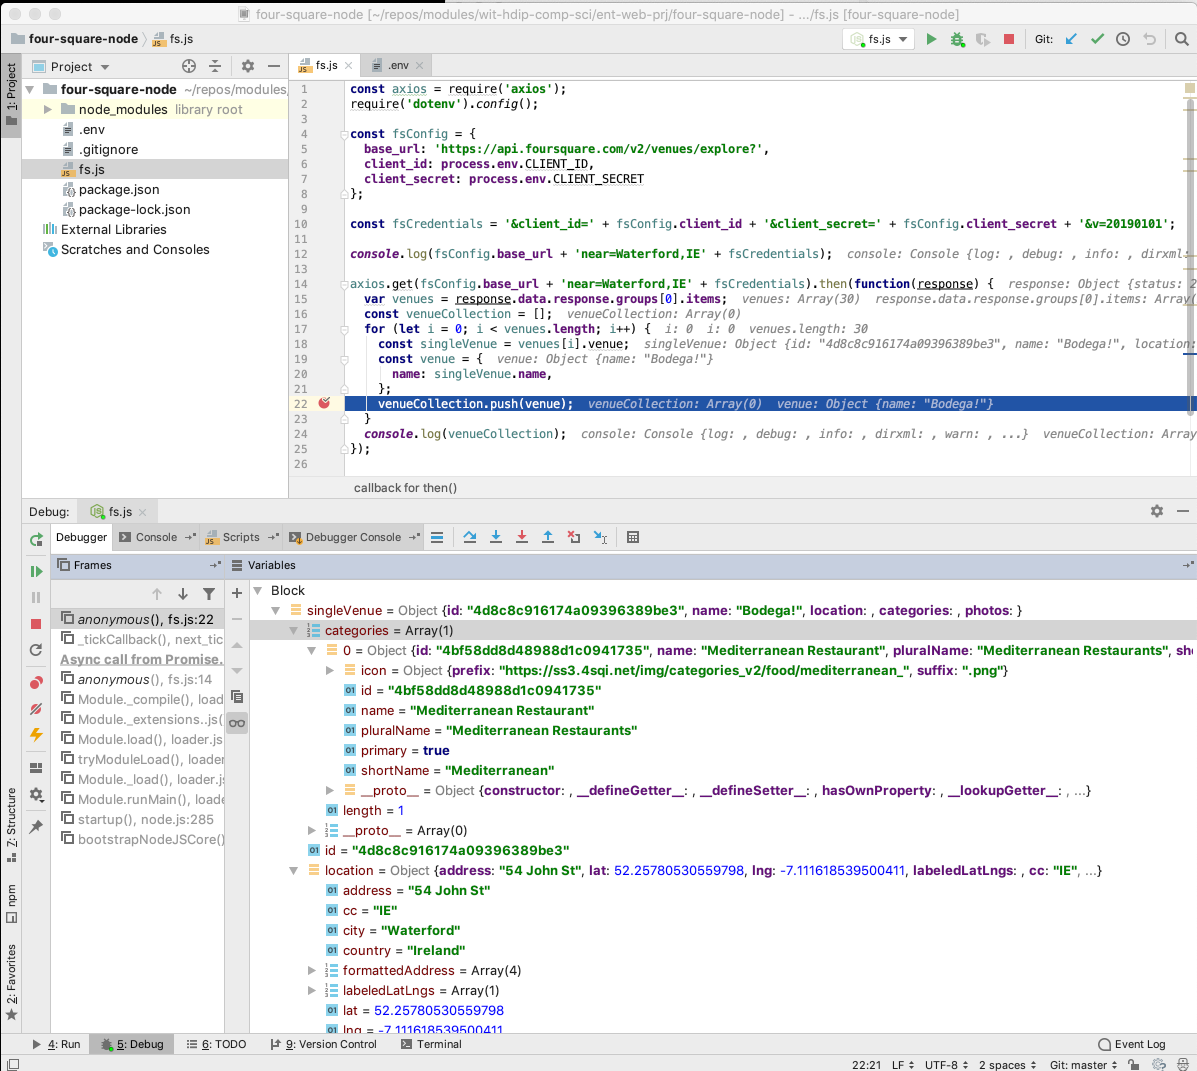 four-square-node [~/repos/modules/wit-hdip-comp-sci/ent-web-prj/four-square-node] - .../fs.js [four-square-node]
four-square-node fs.js
fs.js Git:
1: Project
Project
fs.js .env
four-square-node ~/repos/modules/
node_modules library root
.env
.gitignore
fs.js
package.json
package-lock.json
External Libraries
Scratches and Consoles
1 const axios = require('axios');
2 require('dotenv').config();
3
4 const fsConfig = {
5 base_url: 'https://api.foursquare.com/v2/venues/explore?',
6 client_id: process.env.CLIENT_ID,
7 client_secret: process.env.CLIENT_SECRET
8 };
9
10 const fsCredentials = '&client_id=' + fsConfig.client_id + '&client_secret=' + fsConfig.client_secret + '&v=20190101';
11
12 console.log(fsConfig.base_url + 'near=Waterford,IE' + fsCredentials); console: Console {log: , debug: , info: , dirxml:
13
14 axios.get(fsConfig.base_url + 'near=Waterford,IE' + fsCredentials).then(function(response) { response: Object {status: 2
15 var venues = response.data.response.groups[0].items; venues: Array(30) response.data.response.groups[0].items: Array(
16 const venueCollection = []; venueCollection: Array(0)
17 for (let i = 0; i < venues.length; i++) { i: 0 i: 0 venues.length: 30
18 const singleVenue = venues[i].venue; singleVenue: Object {id: "4d8c8c916174a09396389be3", name: "Bodega!", location:
19 const venue = { venue: Object {name: "Bodega!"}
20 name: singleVenue.name,
21 };
22 venueCollection.push(venue); venueCollection: Array(0) venue: Object {name: "Bodega!"}
23 }
24 console.log(venueCollection); console: Console {log: , debug: , info: , dirxml: , warn: , ...} venueCollection: Array
25 });
26
callback for then()
Debug: fs.js
Debugger Console Scripts Debugger Console
Frames
anonymous(), fs.js:22
_tickCallback(), next_tic
Async call from Promise.
anonymous(), fs.js:14
Module._compile(), load
Module._extensions..js(
Module.load(), loader.js
tryModuleLoad(), loader
Module._load(), loader.js
Module.runMain(), loade
startup(), node.js:285
bootstrapNodeJSCore()
Variables
Block
singleVenue = Object {id: "4d8c8c916174a09396389be3", name: "Bodega!", location: , categories: , photos: }
categories = Array(1)
0 = Object {id: "4bf58dd8d48988d1c0941735", name: "Mediterranean Restaurant", pluralName: "Mediterranean Restaurants", sh
icon = Object {prefix: "https://ss3.4sqi.net/img/categories_v2/food/mediterranean_", suffix: ".png"}
id = "4bf58dd8d48988d1c0941735"
name = "Mediterranean Restaurant"
pluralName = "Mediterranean Restaurants"
primary = true
shortName = "Mediterranean"
__proto__ = Object {constructor: , __defineGetter__: , __defineSetter__: , hasOwnProperty: , __lookupGetter__: , ...}
length = 1
__proto__ = Array(0)
id = "4d8c8c916174a09396389be3"
location = Object {address: "54 John St", lat: 52.25780530559798, lng: -7.111618539500411, labeledLatLngs: , cc: "IE", ...}
address = "54 John St"
cc = "IE"
city = "Waterford"
country = "Ireland"
formattedAddress = Array(4)
labeledLatLngs = Array(1)
lat = 52.25780530559798
lng = -7.111618539500411
Z: Structure
npm
2: Favorites
4: Run 5: Debug 6: TODO 9: Version Control Terminal Event Log
22:21 LF UTF-8 2 spaces Git: master